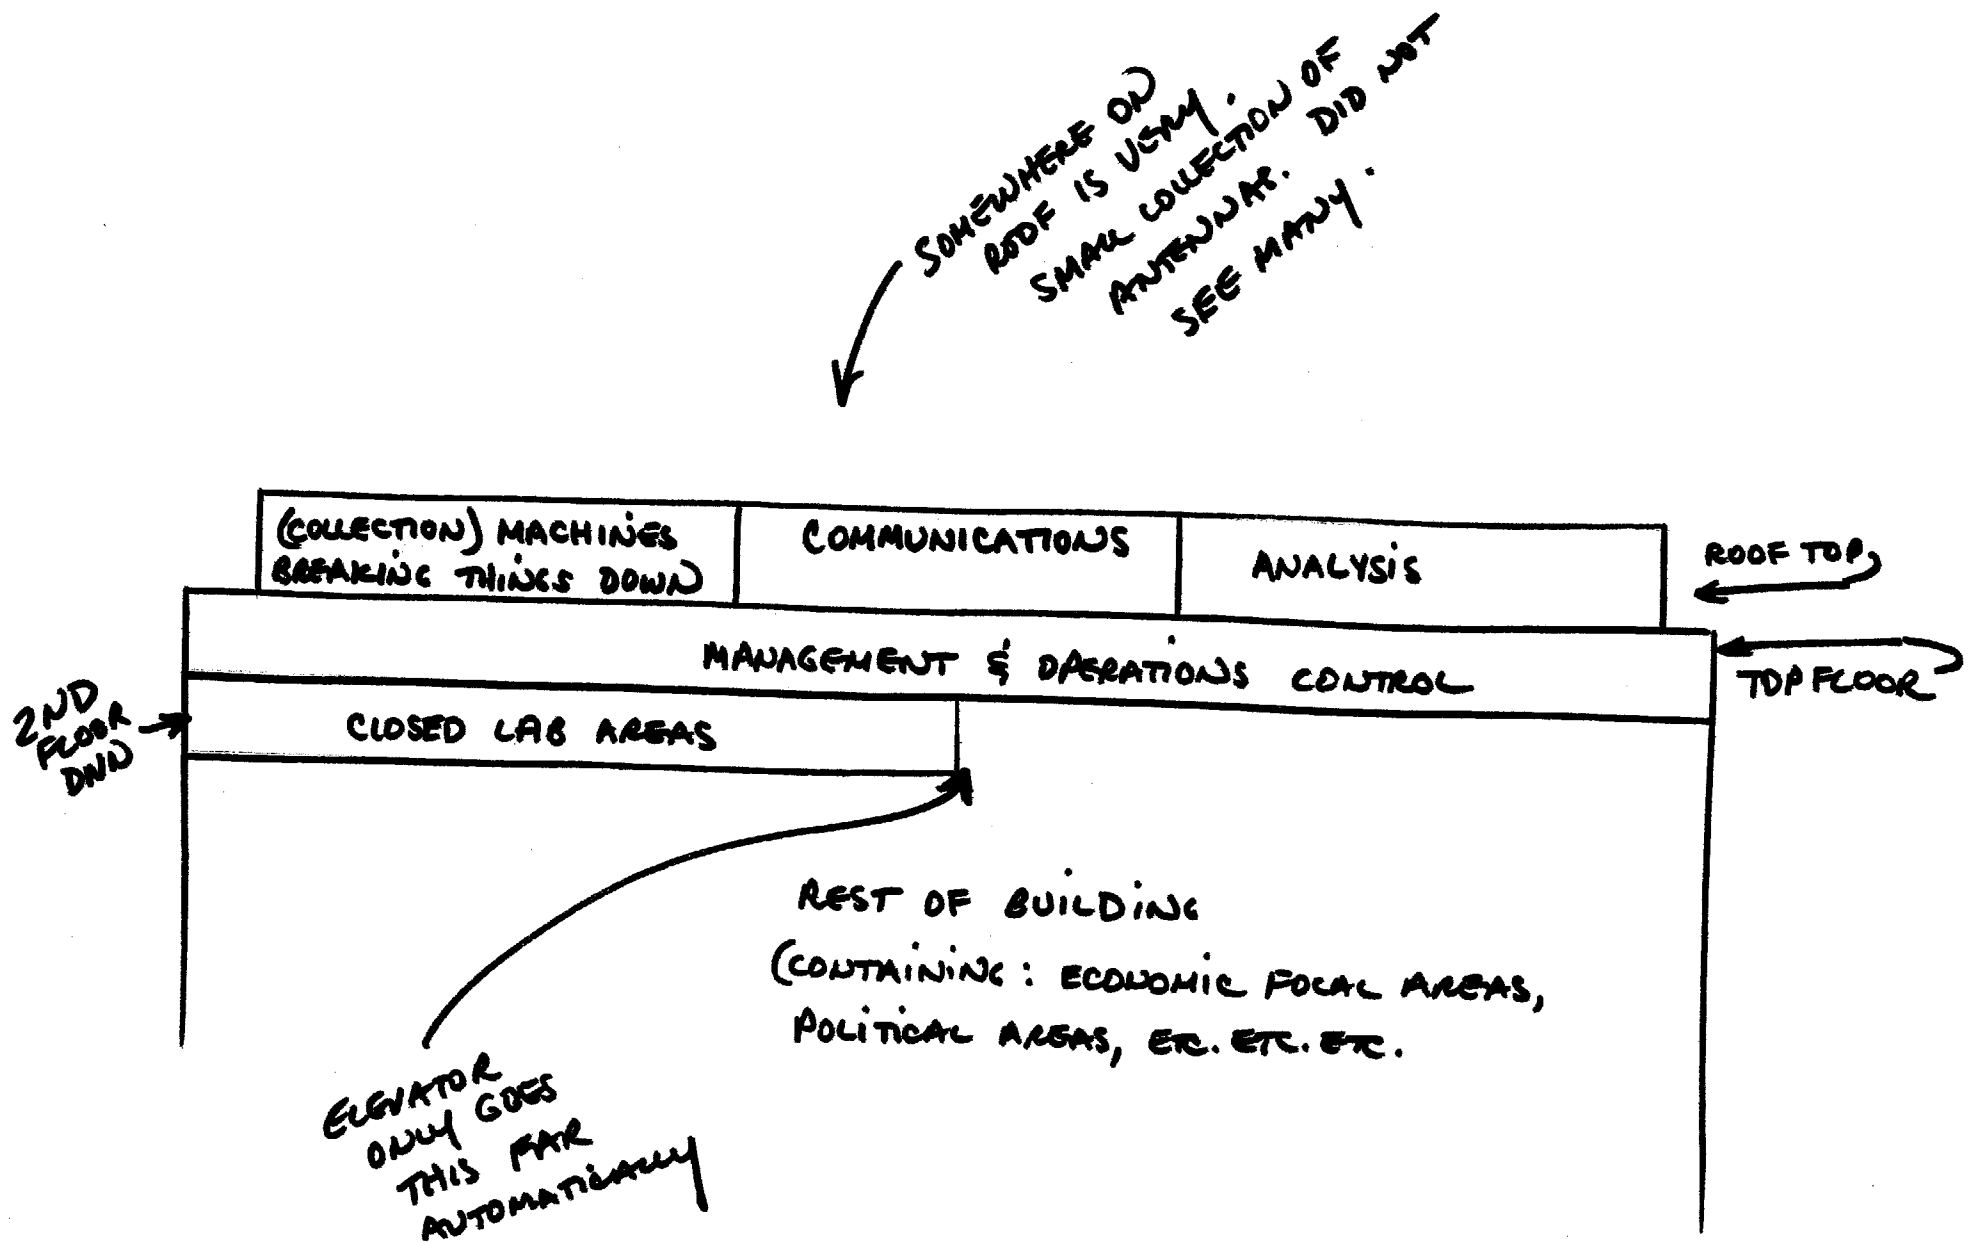 SOMEWHERE ON
ROOF IS VERY
SMALL COLLECTION OF
ANTENNAS. DID NOT
SEE MANY.
(COLLECTION) MACHINES
BREAKING THINGS DOWN
COMMUNICATIONS
ANALYSIS
ROOF TOP
MANAGEMENT & OPERATIONS CONTROL
TOP FLOOR
2ND
FLOOR
DNN
CLOSED LAB AREAS
REST OF BUILDING
(CONTAINING: ECONOMIC FOCAL AREAS,
POLITICAL AREAS, ETC. ETC. ETC.
ELEVATOR
ONLY GOES
THIS FAR
AUTOMATICALLY